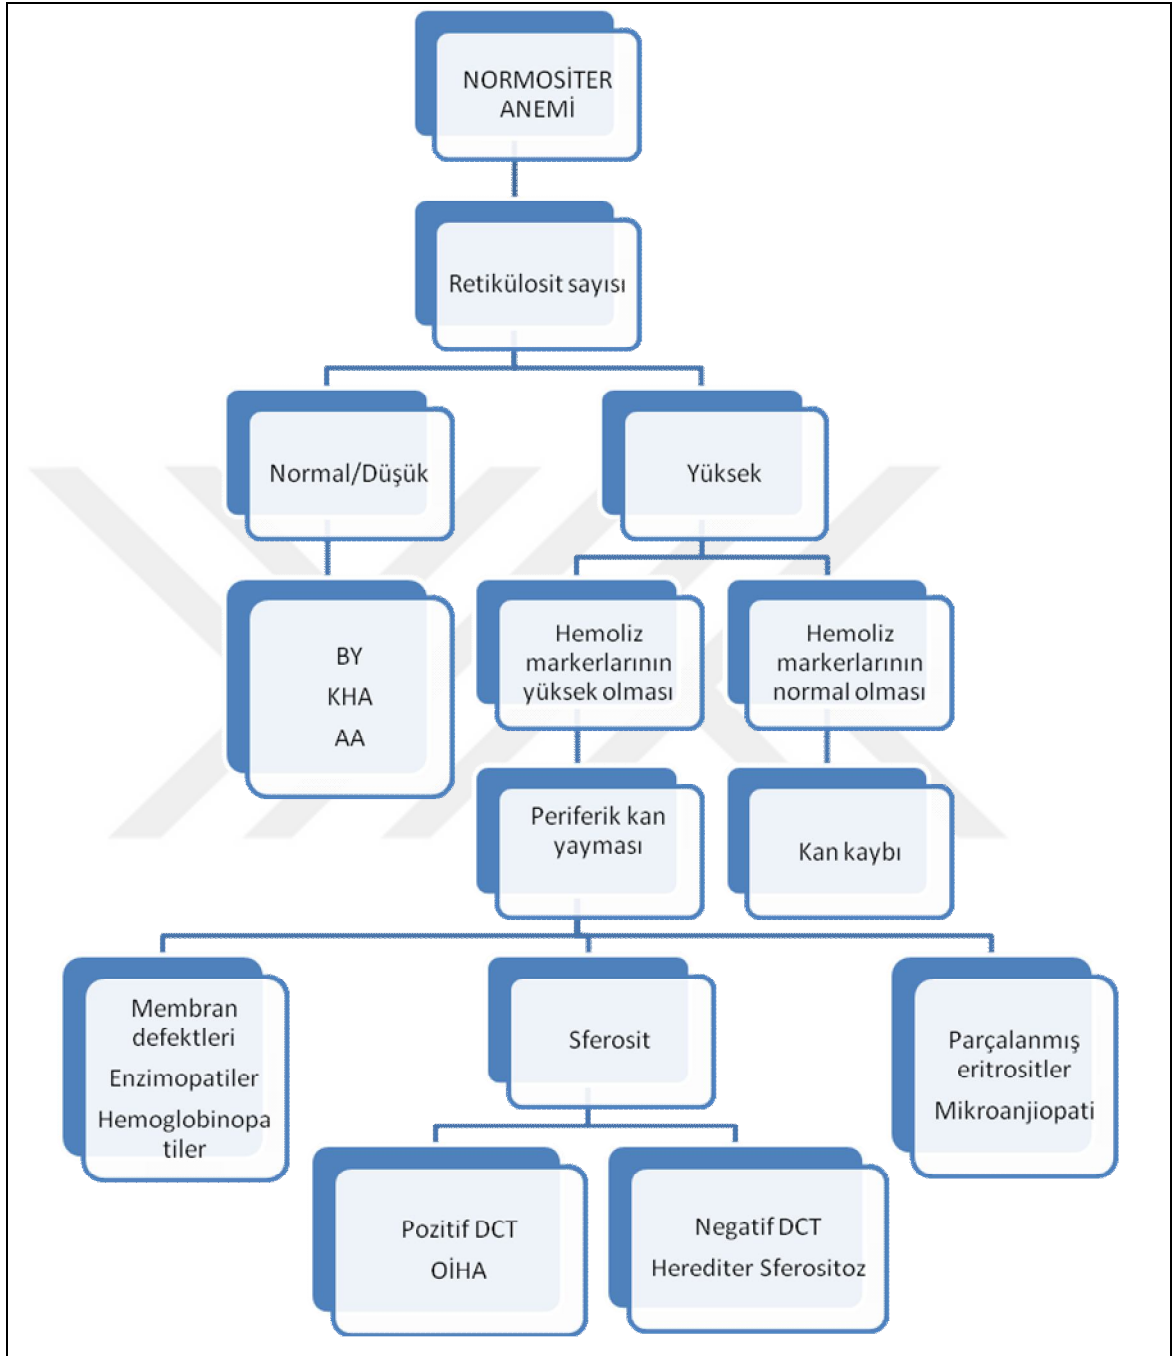 NORMOSİTER
ANEMİ
Retikülosit sayısı
Normal/Düşük
Yüksek
BY
KHA
AA
Hemoliz
markerlarının
yüksek olması
Hemoliz
markerlarının
normal olması
Periferik kan
yayması
Kan kaybı
Membran
defektleri
Enzimopatiler
Hemoglobinopa
tiler
Sferosit
Parçalanmış
eritrositler
Mikroanjiopati
Pozitif DCT
OİHA
Negatif DCT
Herediter Sferositoz